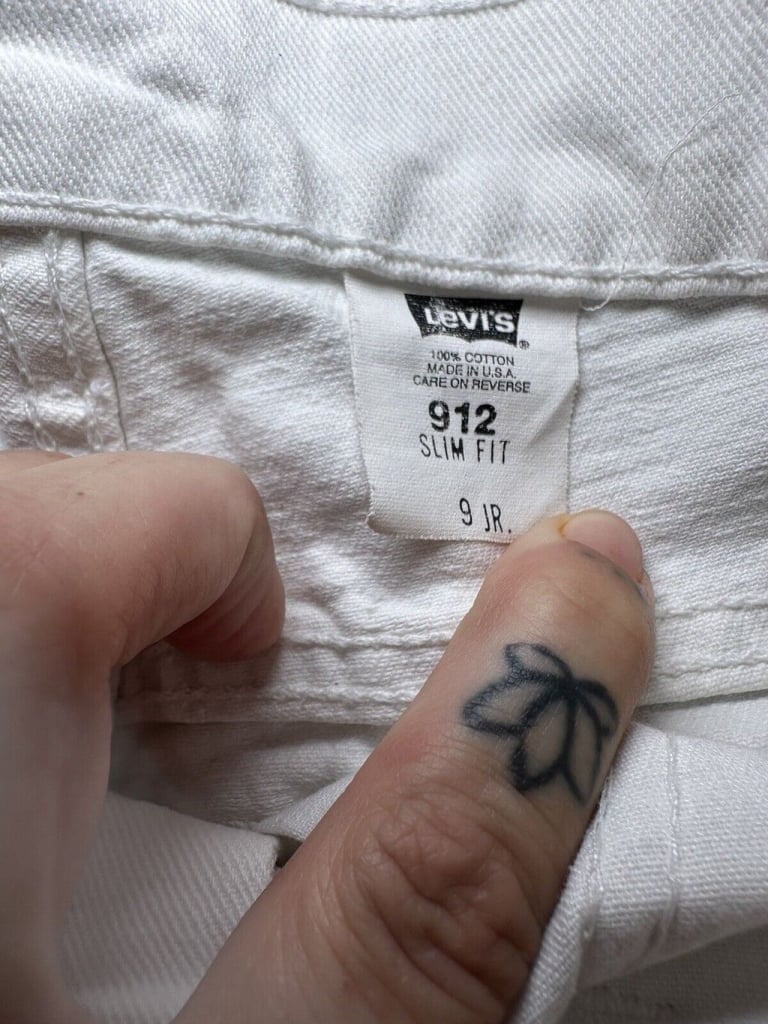 LEVI'S®
100% COTTON
MADE IN U.S.A.
CARE ON REVERSE
912
SLIM FIT
9 JR.